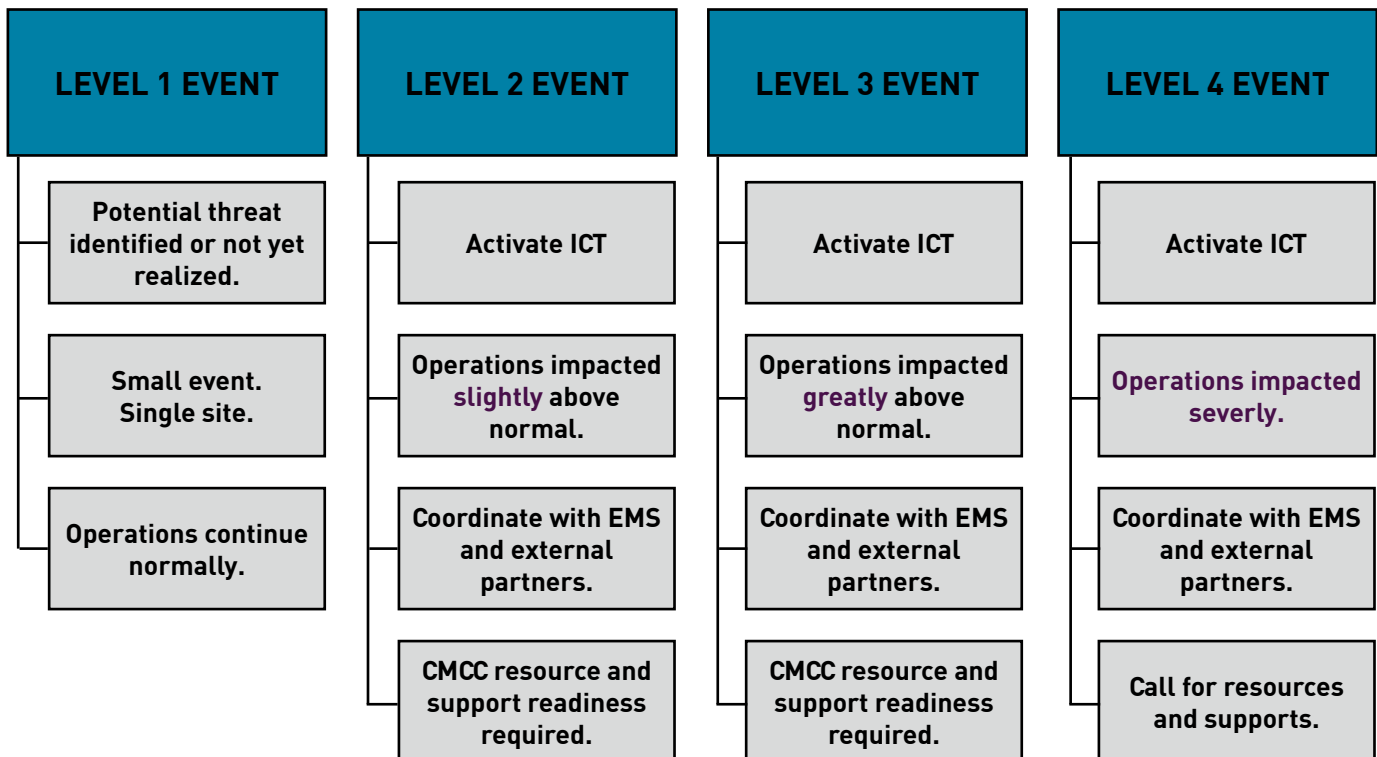 LEVEL 1 EVENT
Potential threat
identified or not yet
realized.
Small event.
Single site.
Operations continue
normally.
LEVEL 2 EVENT
Activate ICT
Operations impacted
slightly above
normal.
Coordinate with EMS
and external
partners.
CMCC resource and
support readiness
required.
LEVEL 3 EVENT
Activate ICT
Operations impacted
greatly above
normal.
Coordinate with EMS
and external
partners.
CMCC resource and
support readiness
required.
LEVEL 4 EVENT
Activate ICT
Operations impacted
severly.
Coordinate with EMS
and external
partners.
Call for resources
and supports.